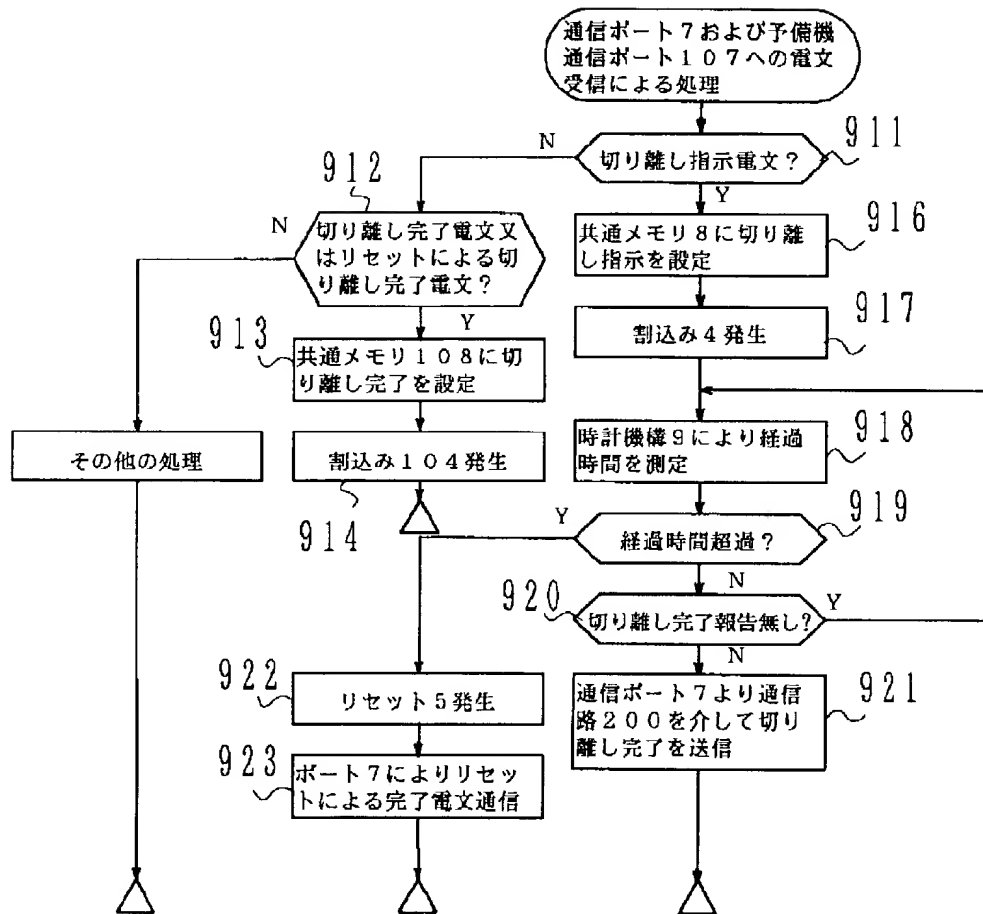 通信ポート７および予備機
通信ポート１０７への電文
受信による処理
911
切り離し指示電文？
N
Y
912
切り離し完了電文又
はリセットによる切
り離し完了電文？
N
Y
916
共通メモリ８に切り離
し指示を設定
913
共通メモリ１０８に切
り離し完了を設定
917
割込み４発生
918
時計機構９により経過
時間を測定
その他の処理
割込み１０４発生
914
919
経過時間超過？
Y
N
920
切り離し完了報告無し？
Y
N
922
リセット５発生
921
通信ポート７より通信
路２００を介して切り
離し完了を送信
923
ポート７によりリセッ
トによる完了電文通信